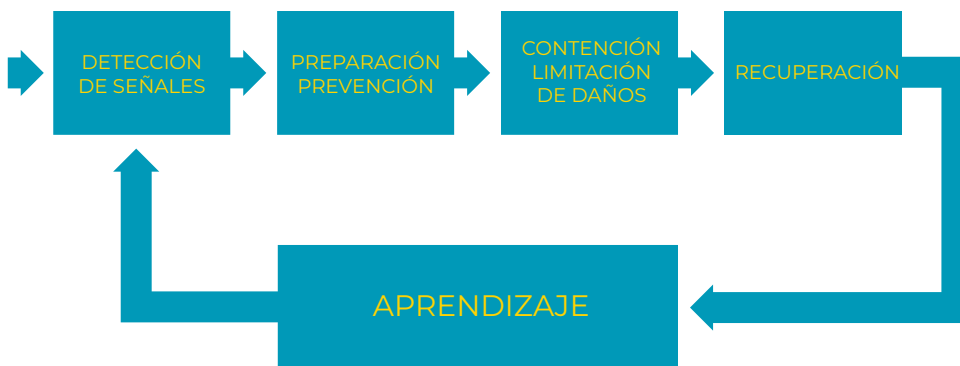 DETECCIÓN
DE SEÑALES
PREPARACIÓN
PREVENCIÓN
CONTENCIÓN
LIMITACIÓN
DE DAÑOS
RECUPERACIÓN
APRENDIZAJE